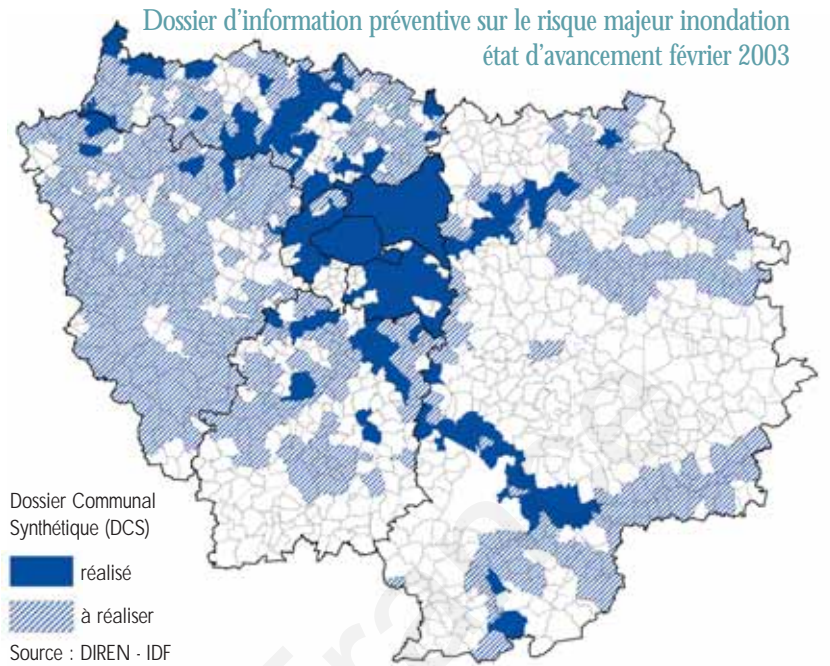 Dossier d'information préventive sur le risque majeur inondation
état d'avancement février 2003
Dossier Communal
Synthétique (DCS)
réalisé
à réaliser
Source : DIREN - IDF